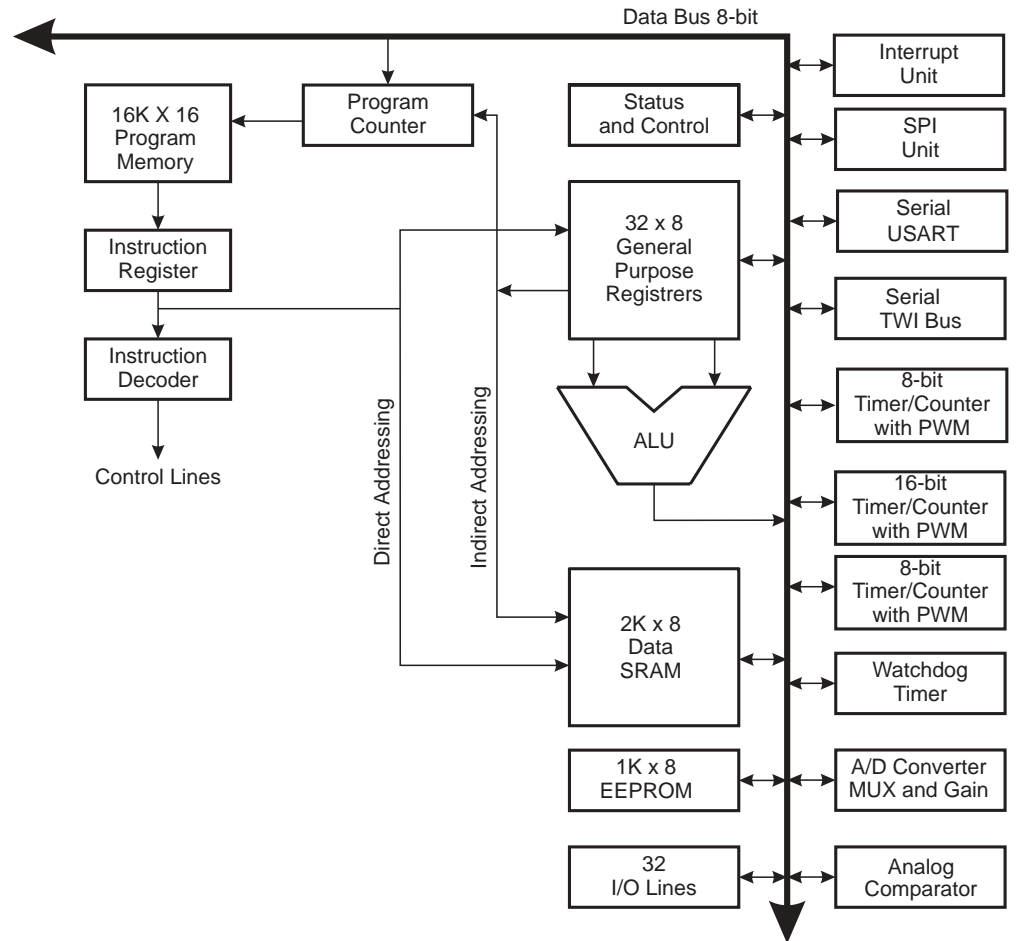 Data Bus 8-bit
16K X 16
Program
Memory
Program
Counter
Instruction
Register
Instruction
Decoder
Control Lines
Direct Addressing
Indirect Addressing
Status
and Control
32 x 8
General
Purpose
Registrers
ALU
2K x 8
Data
SRAM
1K x 8
EEPROM
32
I/O Lines
Interrupt
Unit
SPI
Unit
Serial
USART
Serial
TWI Bus
8-bit
Timer/Counter
with PWM
16-bit
Timer/Counter
with PWM
8-bit
Timer/Counter
with PWM
Watchdog
Timer
A/D Converter
MUX and Gain
Analog
Comparator